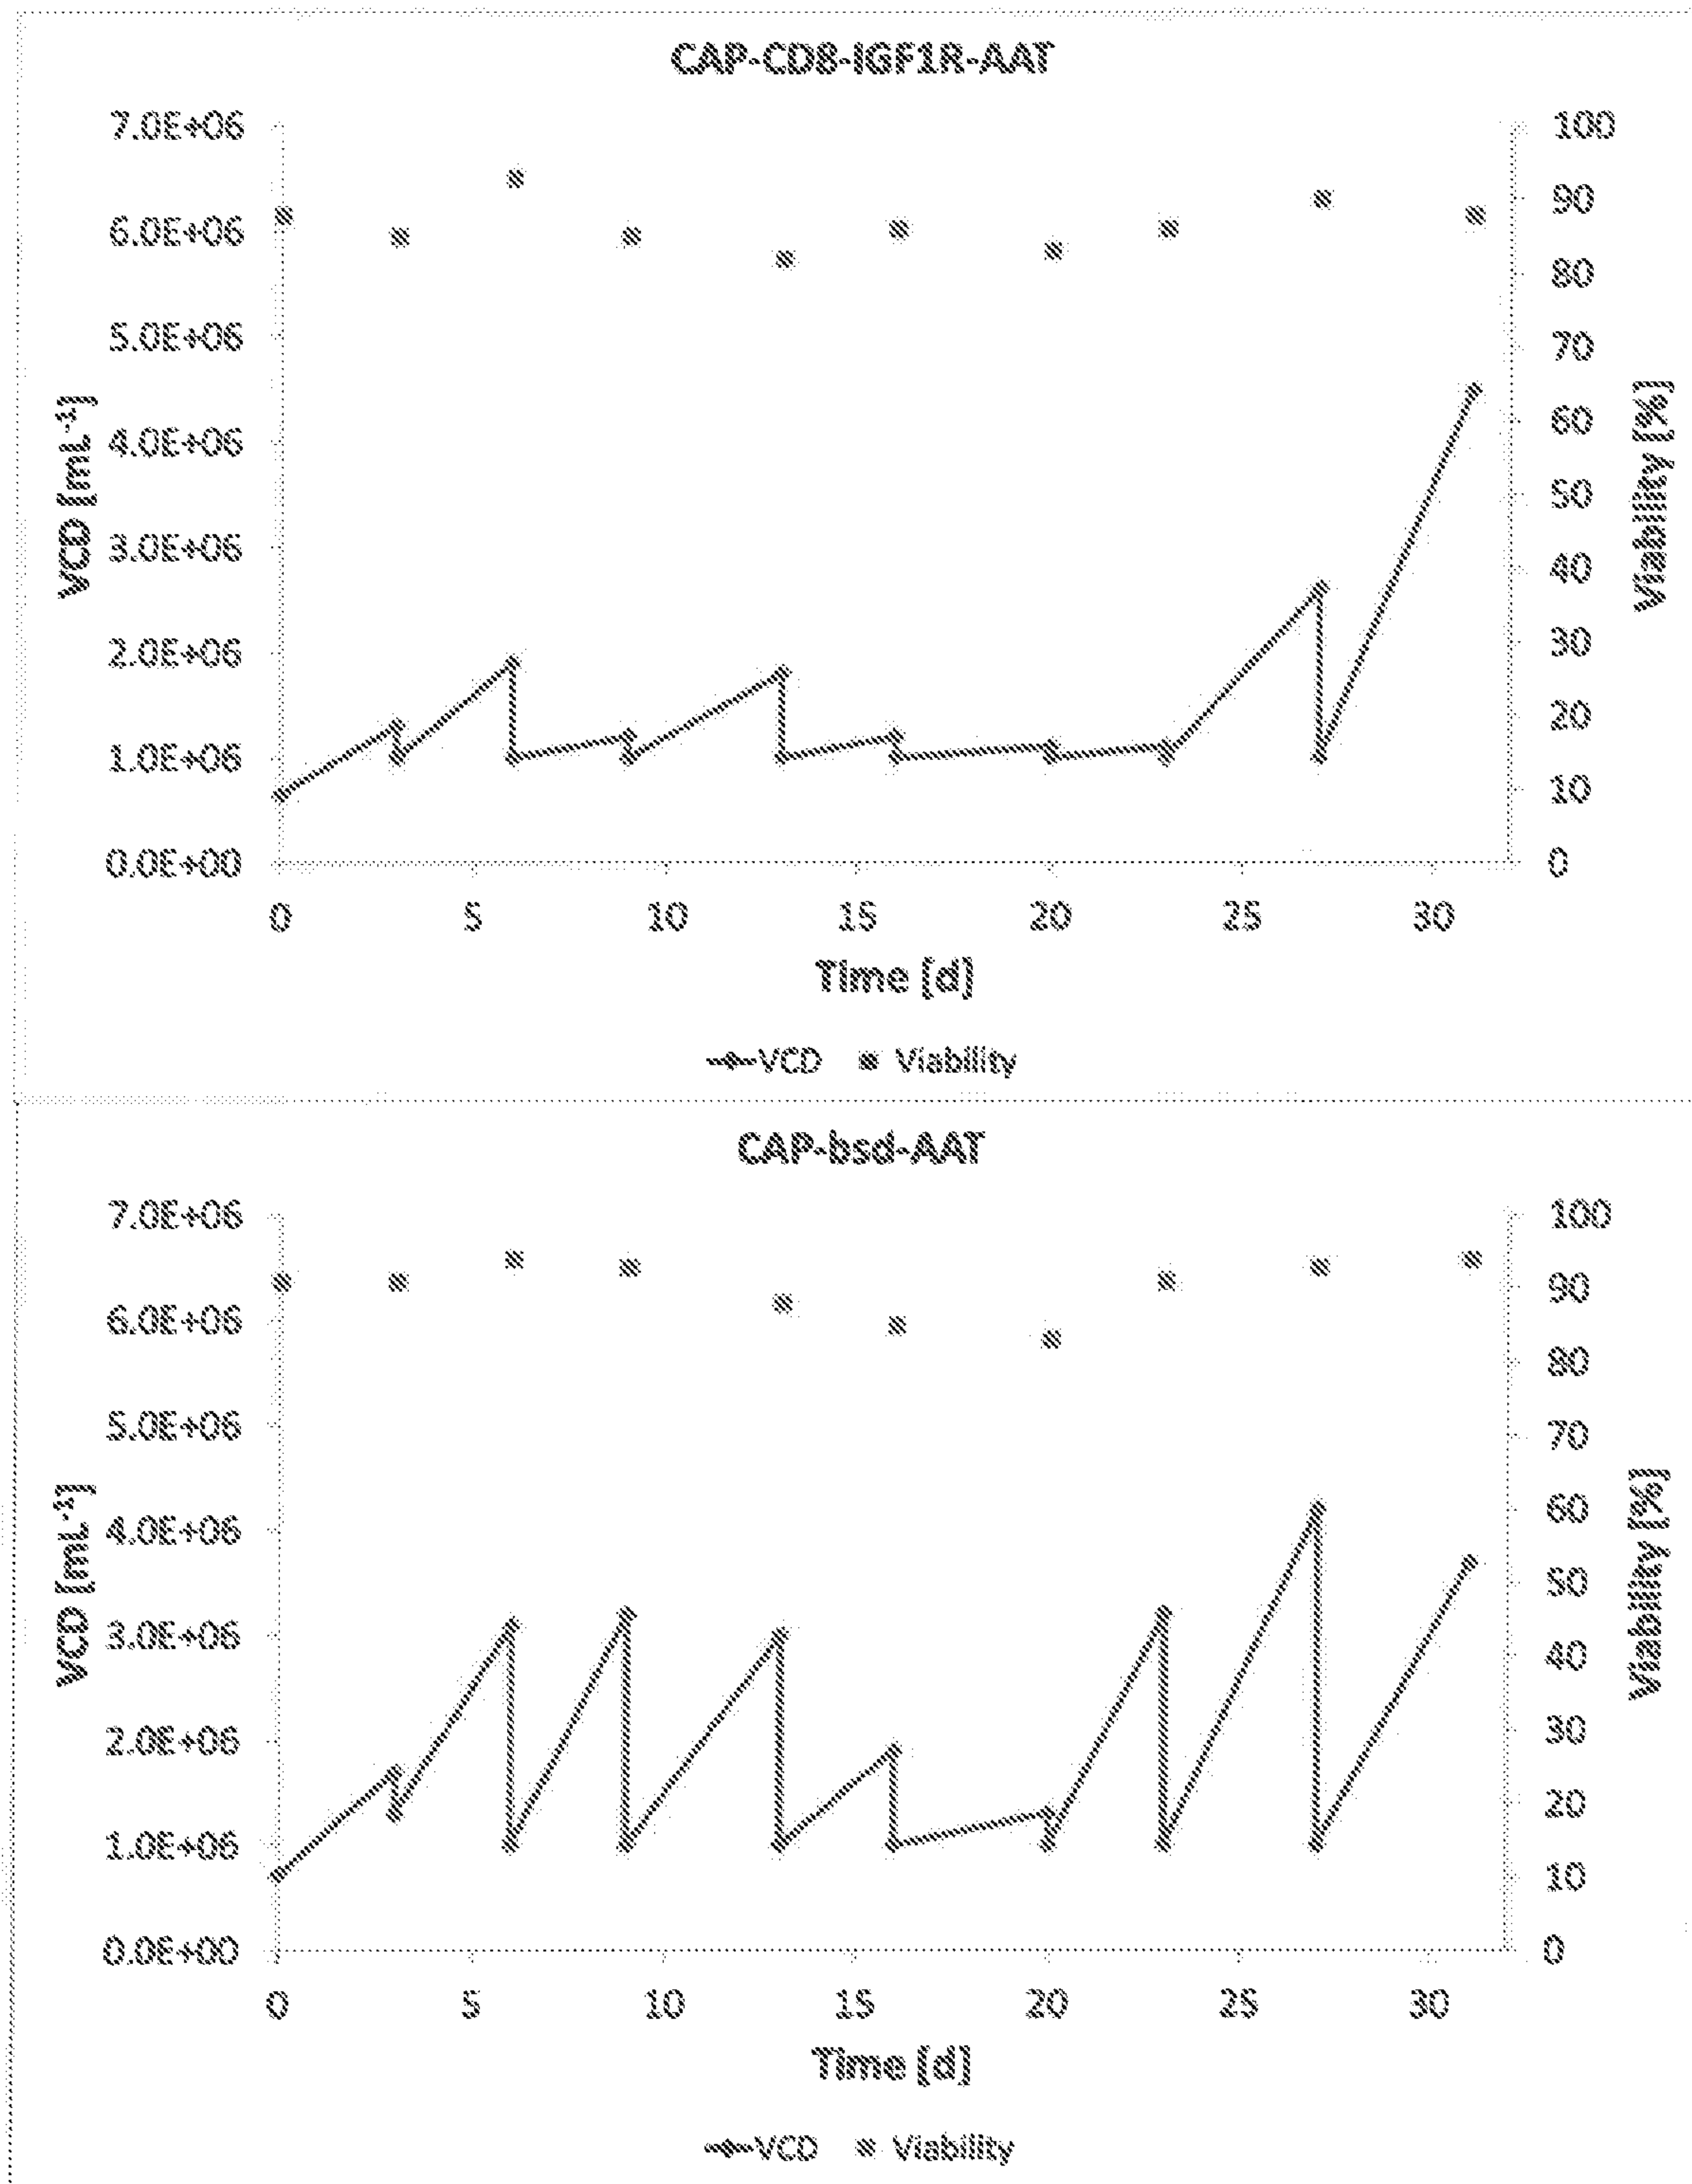 CAP-CD8-IGF1R-AAT
7.0E+06
6.0E+06
5.0E+06
4.0E+06
3.0E+06
2.0E+06
1.0E+06
0.0E+00
VCD [mL-1]
100
90
80
70
60
50
40
30
20
10
0
Viability [%]
0 5 10 15 20 25 30
Time [d]
VCD Viability
CAP-bsd-AAT
7.0E+06
6.0E+06
5.0E+06
4.0E+06
3.0E+06
2.0E+06
1.0E+06
0.0E+00
VCD [mL-1]
100
90
80
70
60
50
40
30
20
10
0
Viability [%]
0 5 10 15 20 25 30
Time [d]
VCD Viability